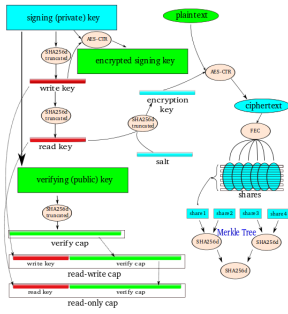 signing (private) key
plaintext
AES-CTR
SHA256d
truncated
encrypted signing key
AES-CTR
write key
encryption
key
ciphertext
SHA256d
truncated
SHA256d
truncated
FEC
read key
salt
shares
verifying (public) key
SHA256d
truncated
share1
share2
share3
share4
Merkle Tree
SHA256d
SHA256d
verify cap
write key
verify cap
SHA256d
read-write cap
read key
verify cap
read-only cap